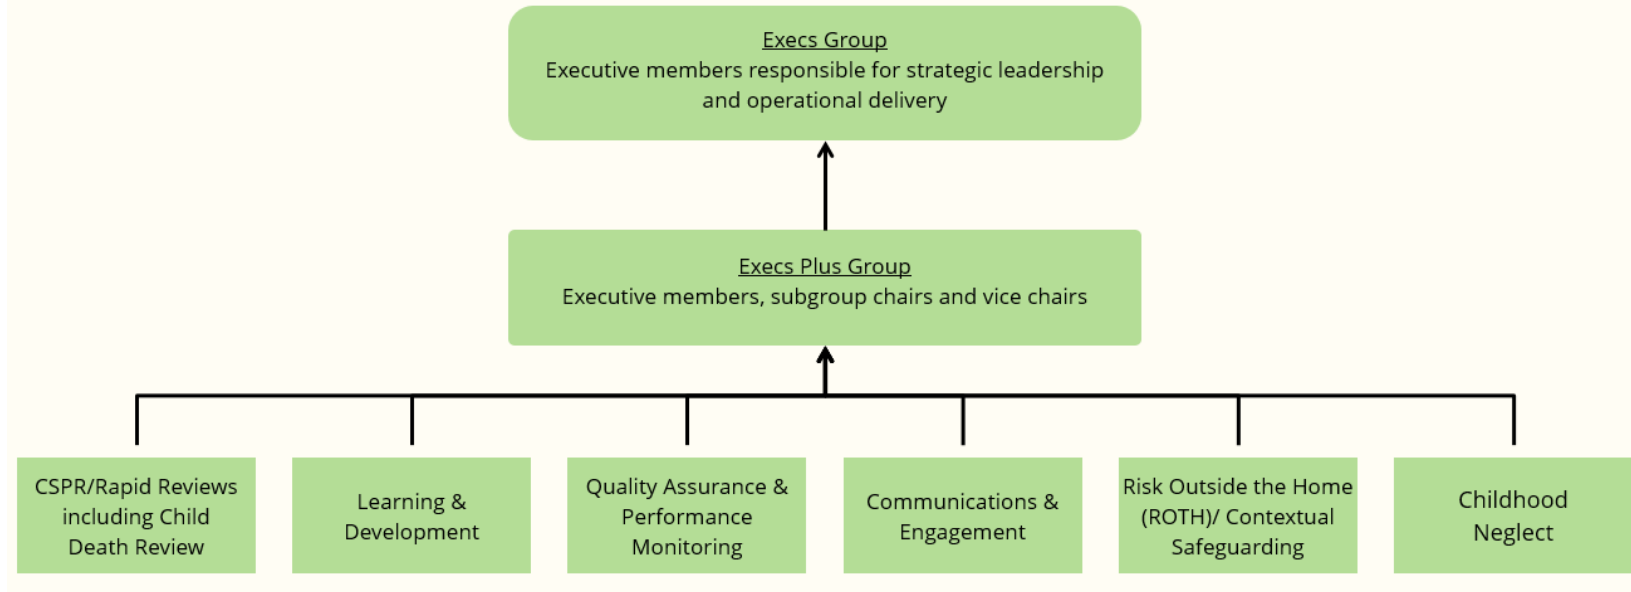 Execs Group
Executive members responsible for strategic leadership
and operational delivery
Execs Plus Group
Executive members, subgroup chairs and vice chairs
CSPR/Rapid Reviews
including Child
Death Review
Learning &
Development
Quality Assurance &
Performance
Monitoring
Communications &
Engagement
Risk Outside the Home
(ROTH)/ Contextual
Safeguarding
Childhood
Neglect